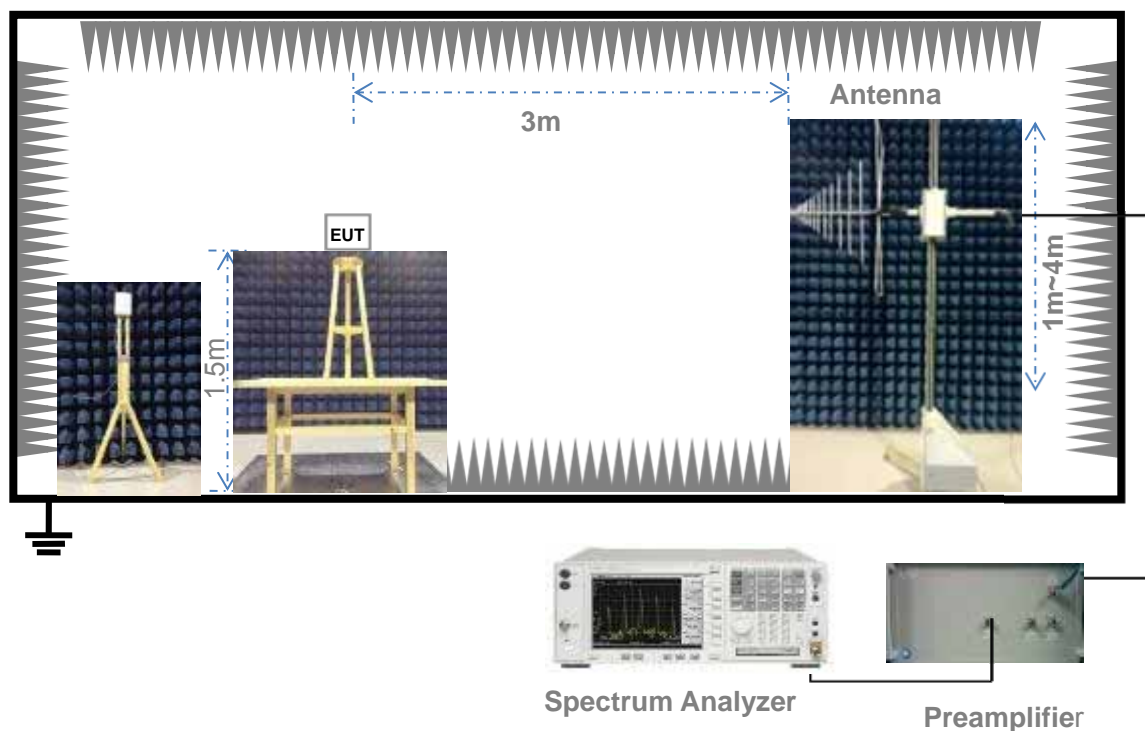 Antenna
3m
EUT
1.5m
1m~4m
Spectrum Analyzer
Preamplifier